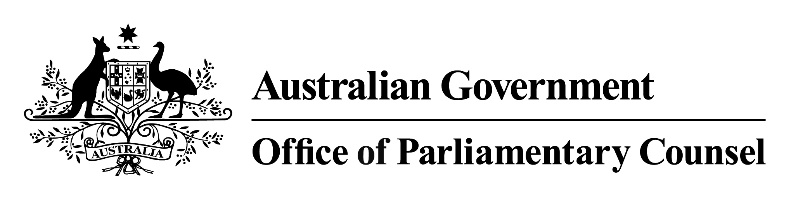 Australian Government
Office of Parliamentary Counsel
AUSTRALIA